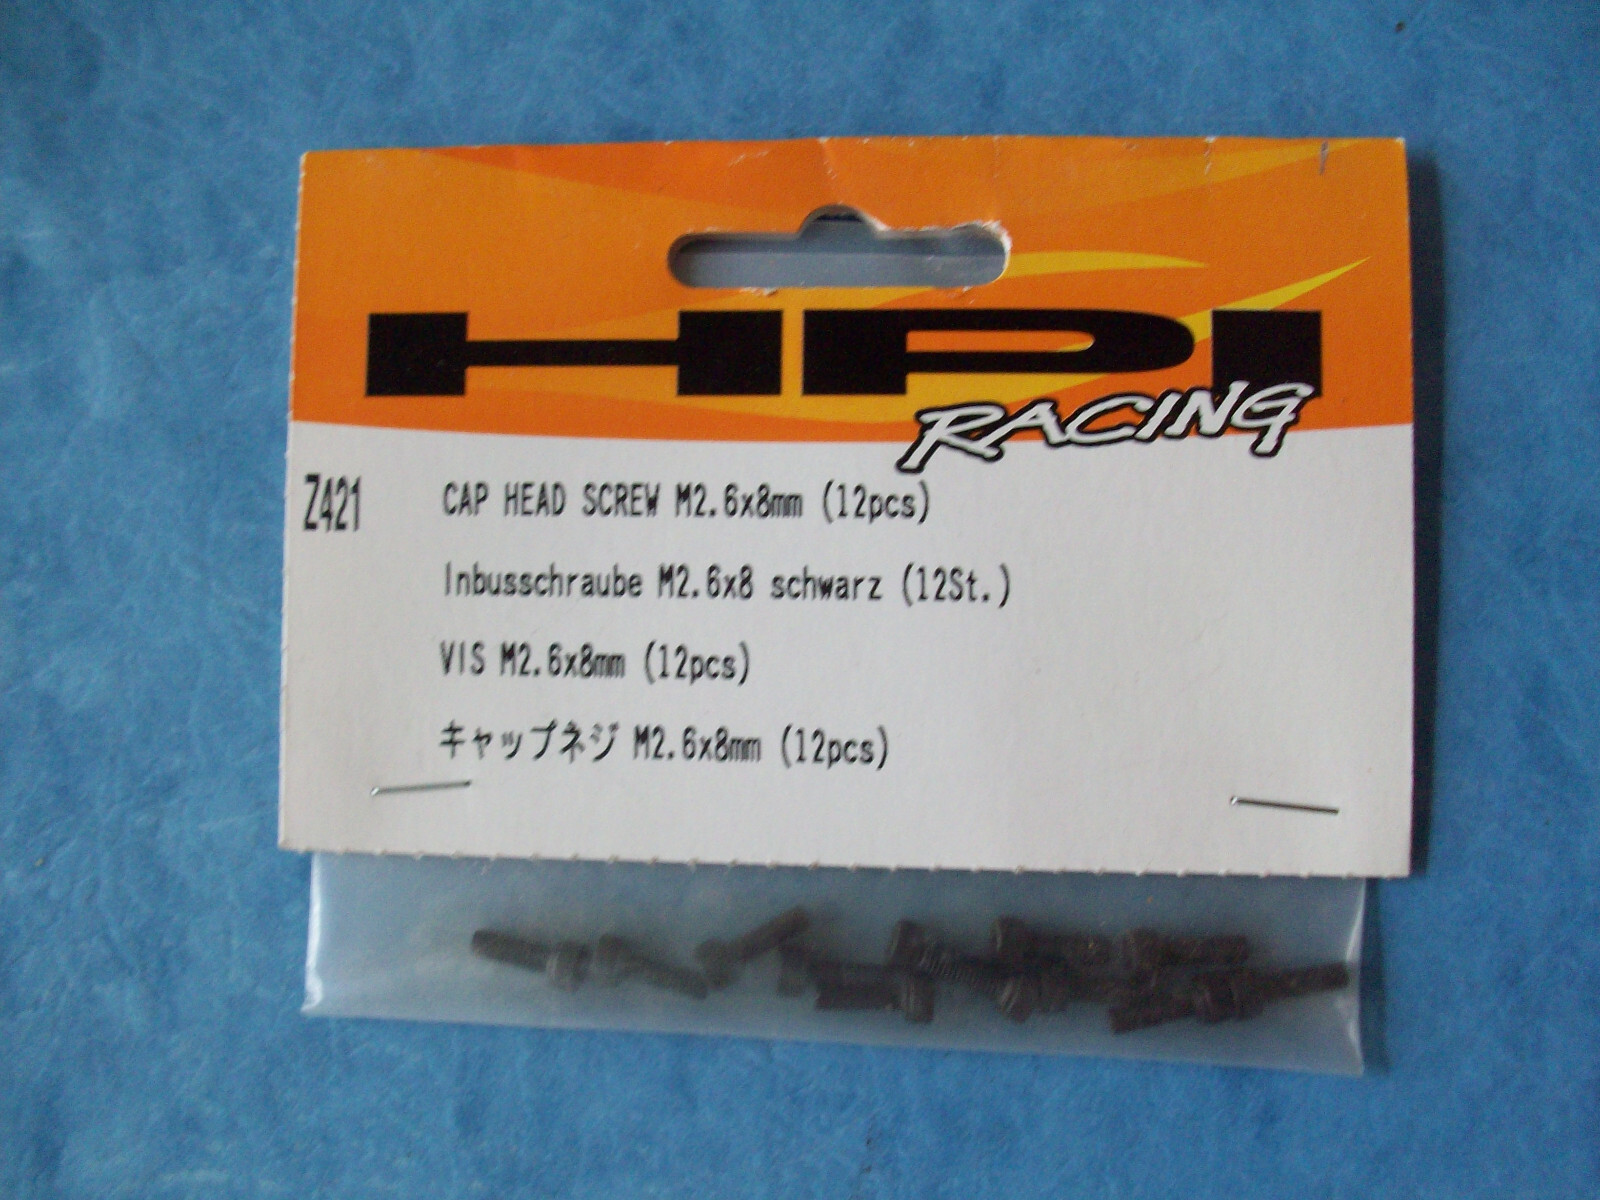 HPI
RACING
Z421 CAP HEAD SCREW M2.6x8mm (12pcs)
Inbusschraube M2.6x8 schwarz (12St.)
VIS M2.6x8mm (12pcs)
キャップネジ M2.6x8mm (12pcs)